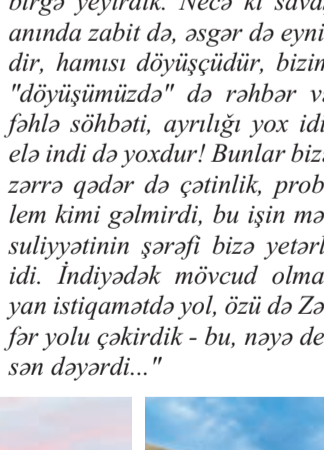 birgə yeyirdik. Necə ki savaş
anında zabit də, əsgər də eyni
dir, hamısı döyüşçüdür, bizim
"döyüşümüzdə" də rəhbər v
fəhlə söhbəti, ayrılığı yox idi
elə indi də yoxdur! Bunlar bizə
zərrə qədər də çətinlik, prob
lem kimi gəlmirdi, bu işin mə
suliyyətinin şərəfi bizə yetərl
idi. İndiyədək mövcud olma
yan istiqamətdə yol, özü də Zə
fər yolu çəkirdik - bu, nəyə de
sən dəyərdi..."